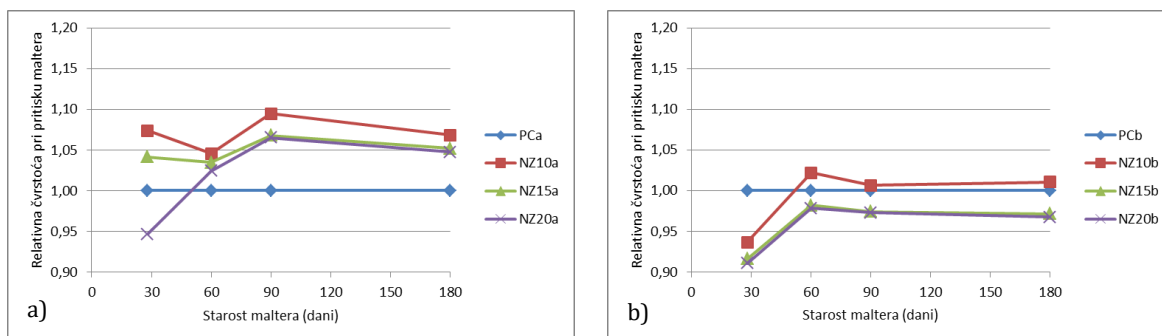 Relativna čvrstoća pri pritisku maltera
1,20
1,15
1,10
1,05
1,00
0,95
0,90
0 30 60 90 120 150 180
Starost maltera (dani)
PCa
NZ10a
NZ15a
NZ20a
a)
Relativna čvrstoća pri pritisku maltera
1,20
1,15
1,10
1,05
1,00
0,95
0,90
0 30 60 90 120 150 180
Starost maltera (dani)
PCb
NZ10b
NZ15b
NZ20b
b)